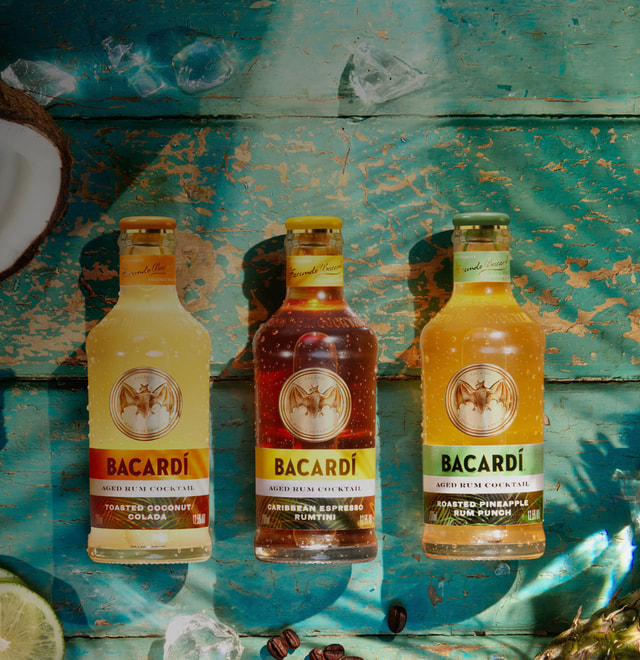 BACARDÍ
AGED RUM COCKTAIL
TOASTED COCONUT
COLADA
BACARDÍ
AGED RUM COCKTAIL
CARIBBEAN ESPRESSO
RUMTINI
BACARDÍ
AGED RUM COCKTAIL
ROASTED PINEAPPLE
RUM PUNCH